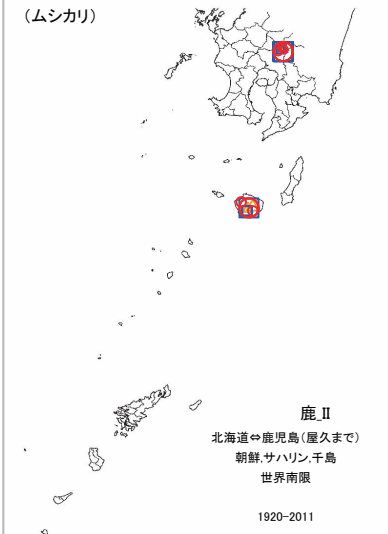 （ムシカリ）
鹿_Ⅱ
北海道⇔鹿児島（屋久まで）
朝鮮,サハリン,千島
世界南限
1920-2011